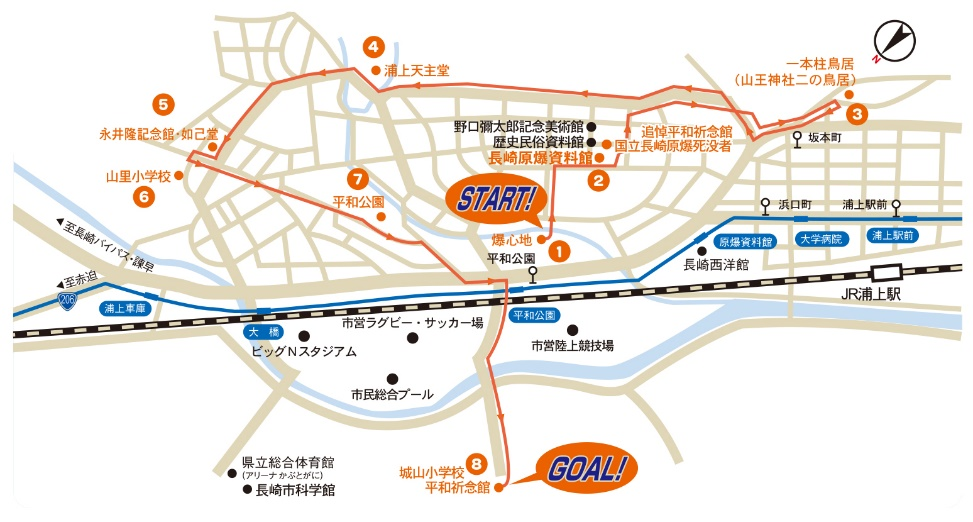 N
4
浦上天主堂
一本柱鳥居
(山王神社二の鳥居)
3
5
永井隆記念館・如己堂
野口彌太郎記念美術館
歴史民俗資料館
長崎原爆資料館
追悼平和祈念館
国立長崎原爆死没者
坂本町
2
山里小学校
6
7
平和公園
START!
爆心地
1
平和公園
浜口町
浦上駅前
原爆資料館
大学病院
浦上駅前
長崎西洋館
JR浦上駅
至長崎バイパス・諫早
至赤迫
206
浦上車庫
大橋
平和公園
市営ラグビー・サッカー場
ビッグNスタジアム
市営陸上競技場
市民総合プール
県立総合体育館
(アリーナかぶとがに)
長崎市科学館
城山小学校
平和祈念館
8
GOAL!